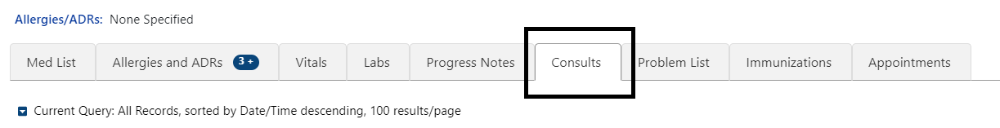 Allergies/ADRs: None Specified
Med List Allergies and ADRs 3 + Vitals Labs Progress Notes Consults Problem List Immunizations Appointments
Current Query: All Records, sorted by Date/Time descending, 100 results/page